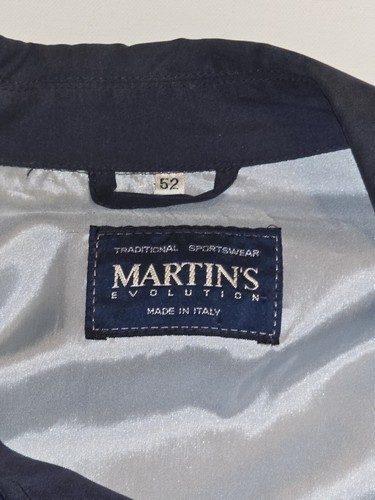 52
TRADITIONAL SPORTSWEAR
MARTIN'S
EVOLUTION
MADE IN ITALY